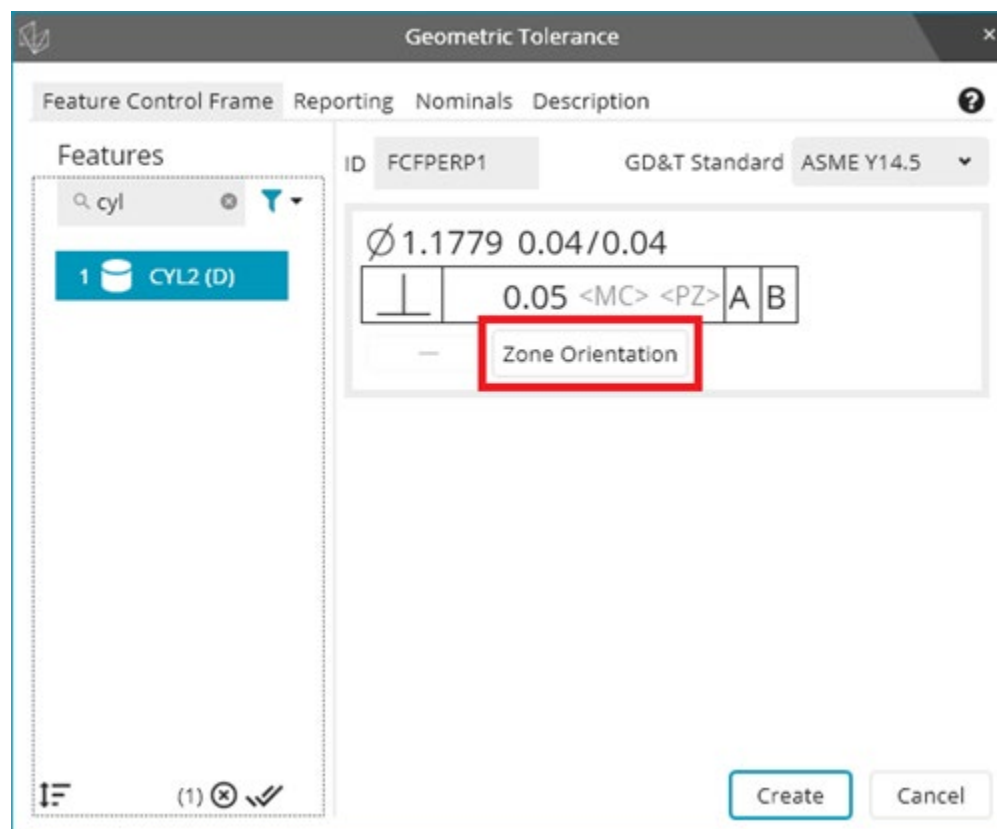 Geometric Tolerance
Feature Control Frame Reporting Nominals Description
Features
cyl
1 CYL2 (D)
(1)
ID FCFPERP1 GD&T Standard ASME Y14.5
∅1.1779 0.04/0.04
⊥ 0.05 <MC> <PZ> A B
Zone Orientation
Create Cancel